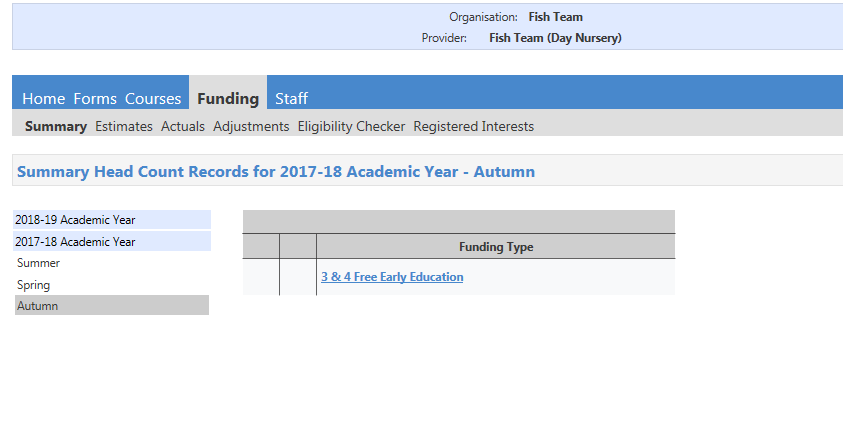 Organisation: Fish Team
Provider: Fish Team (Day Nursery)
Home Forms Courses Funding Staff
Summary Estimates Actuals Adjustments Eligibility Checker Registered Interests
Summary Head Count Records for 2017-18 Academic Year - Autumn
2018-19 Academic Year
2017-18 Academic Year
Summer
Spring
Autumn
Funding Type
3 & 4 Free Early Education